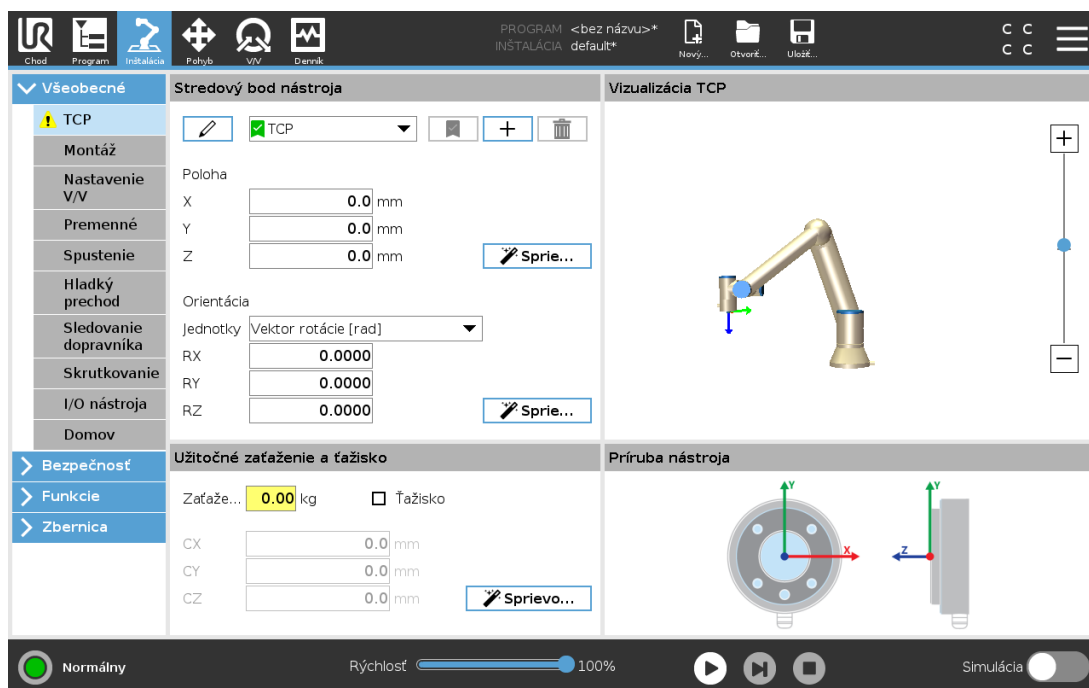 PROGRAM <bez názvu>*
INŠTALÁCIA default*
UR
Chod
Program
Inštalácia
Pohyb
V/V
Denník
Nový...
Otvoriť...
Uložiť...
C C
C C
Všeobecné
TCP
Montáž
Nastavenie
V/V
Premenné
Spustenie
Hladký
prechod
Sledovanie
dopravníka
Skrutkovanie
I/O nástroja
Domov
Bezpečnosť
Funkcie
Zbernica
Stredový bod nástroja
TCP
Poloha
X 0.0 mm
Y 0.0 mm
Z 0.0 mm
Sprie...
Orientácia
Jednotky Vektor rotácie [rad]
RX 0.0000
RY 0.0000
RZ 0.0000
Sprie...
Užitočné zaťaženie a ťažisko
Zaťaže... 0.00 kg Ťažisko
CX 0.0 mm
CY 0.0 mm
CZ 0.0 mm
Sprievo...
Vizualizácia TCP
Príruba nástroja
Y
X
Y
Z
Normálny
Rýchlosť 100%
Simulácia